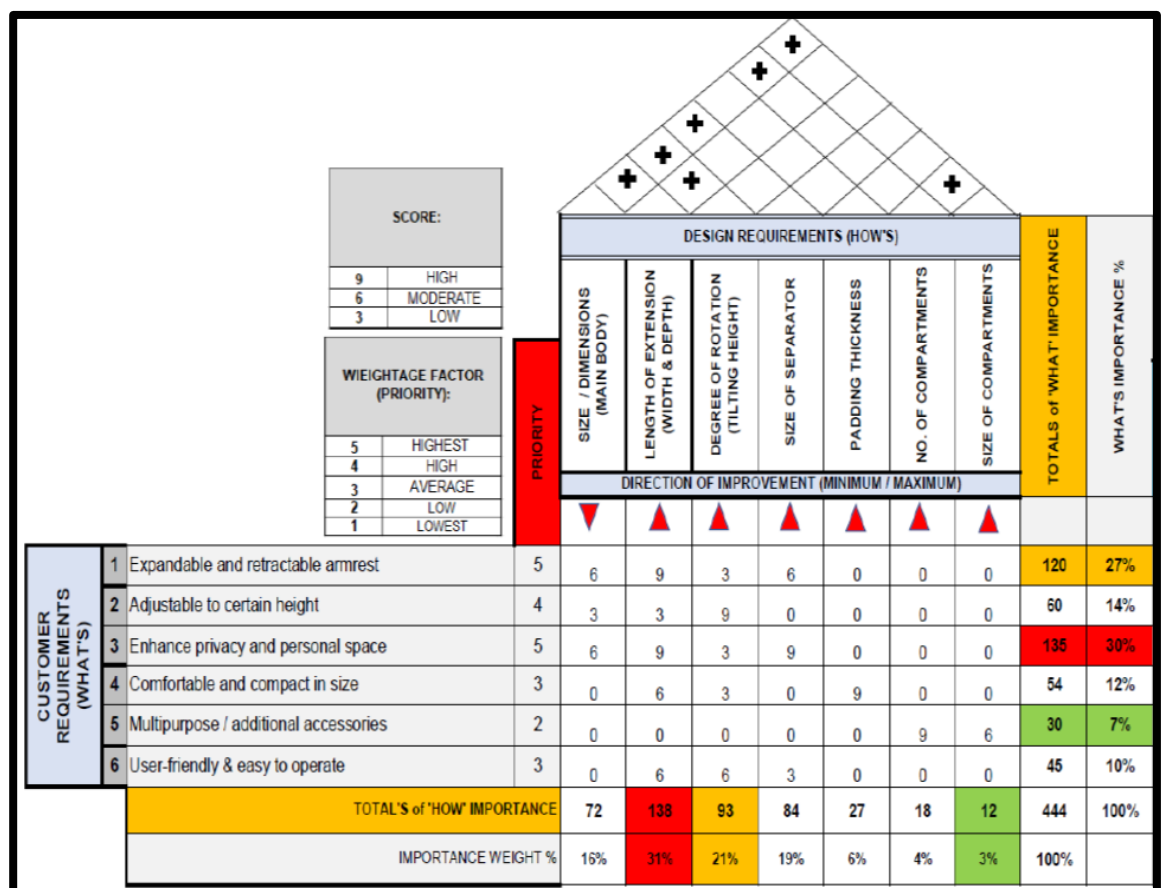 SCORE:
9 HIGH
6 MODERATE
3 LOW
WIEIGHTAGE FACTOR
(PRIORITY):
5 HIGHEST
4 HIGH
3 AVERAGE
2 LOW
1 LOWEST
PRIORITY
DESIGN REQUIREMENTS (HOW'S)
SIZE / DIMENSIONS
(MAIN BODY)
LENGTH OF EXTENSION
(WIDTH & DEPTH)
DEGREE OF ROTATION
(TILTING HEIGHT)
SIZE OF SEPARATOR
PADDING THICKNESS
NO. OF COMPARTMENTS
SIZE OF COMPARTMENTS
TOTALS of 'WHAT' IMPORTANCE
WHAT'S IMPORTANCE %
DIRECTION OF IMPROVEMENT (MINIMUM / MAXIMUM)
CUSTOMER
REQUIREMENTS
(WHAT'S)
1 Expandable and retractable armrest 5 6 9 3 6 0 0 0 120 27%
2 Adjustable to certain height 4 3 3 9 0 0 0 0 60 14%
3 Enhance privacy and personal space 5 6 9 3 9 0 0 0 135 30%
4 Comfortable and compact in size 3 0 6 3 0 9 0 0 54 12%
5 Multipurpose / additional accessories 2 0 0 0 0 0 9 6 30 7%
6 User-friendly & easy to operate 3 0 6 6 3 0 0 0 45 10%
TOTAL'S of 'HOW' IMPORTANCE 72 138 93 84 27 18 12 444 100%
IMPORTANCE WEIGHT % 16% 31% 21% 19% 6% 4% 3% 100%